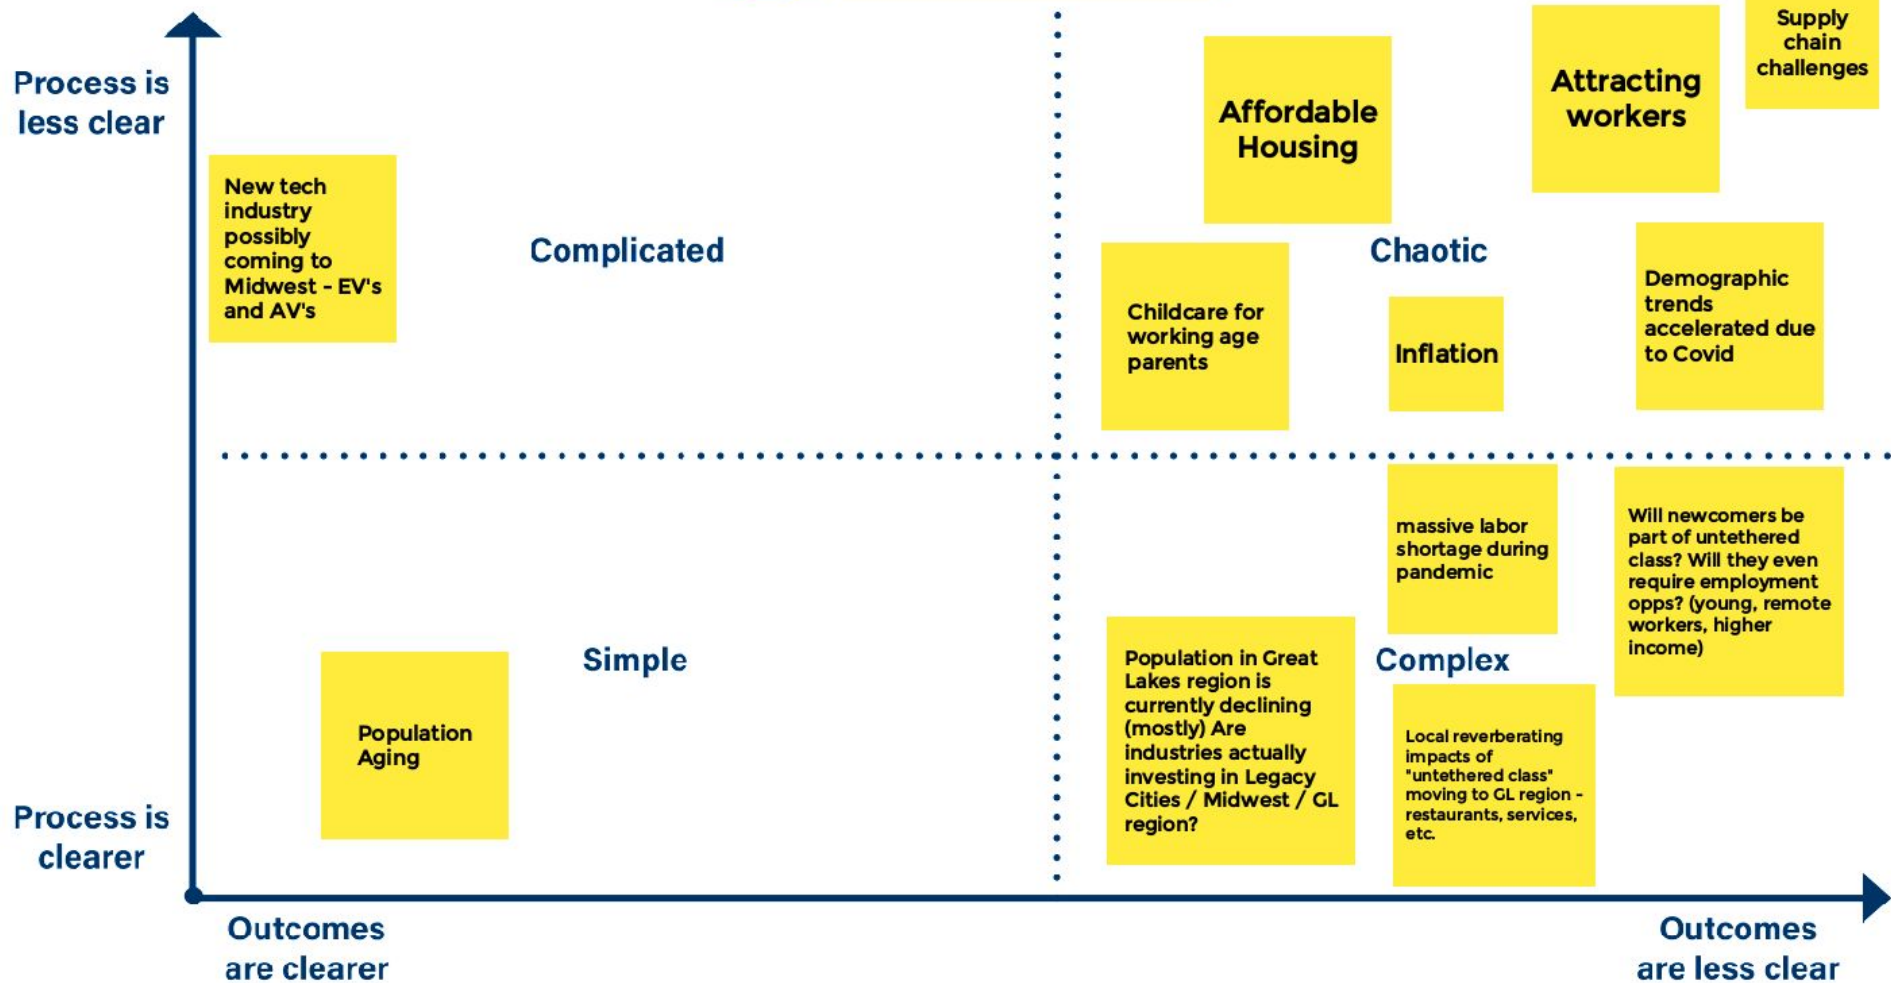 Process is
less clear
New tech
industry
possibly
coming to
Midwest - EV's
and AV's
Complicated
Affordable
Housing
Attracting
workers
Supply
chain
challenges
Chaotic
Childcare for
working age
parents
Inflation
Demographic
trends
accelerated due
to Covid
Process is
clearer
Population
Aging
Simple
massive labor
shortage during
pandemic
Will newcomers be
part of untethered
class? Will they even
require employment
opps? (young, remote
workers, higher
income)
Population in Great
Lakes region is
currently declining
(mostly) Are
industries actually
investing in Legacy
Cities / Midwest / GL
region?
Complex
Local reverberating
impacts of
"untethered class"
moving to GL region -
restaurants, services,
etc.
Outcomes
are clearer
Outcomes
are less clear